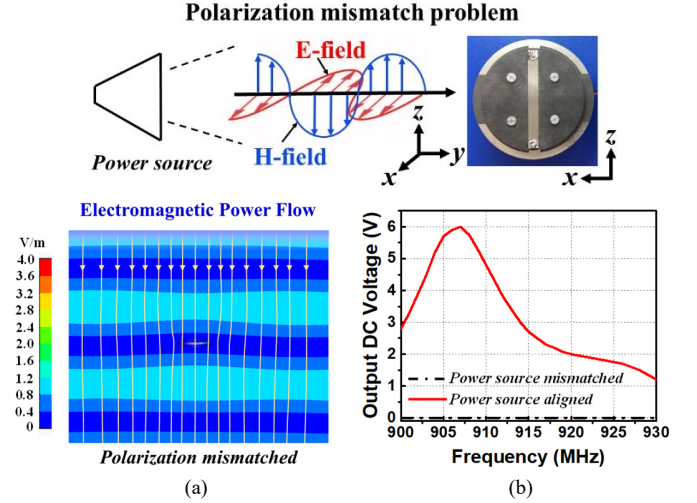 Polarization mismatch problem
E-field
H-field
Power source
z
y
x
z
x
Electromagnetic Power Flow
V/m
4.0
3.6
3.2
2.8
2.4
2.0
1.6
1.2
0.8
0.4
0
Polarization mismatched
(a)
Output DC Voltage (V)
6
5
4
3
2
1
0
Power source mismatched
Power source aligned
900 905 910 915 920 925 930
Frequency (MHz)
(b)